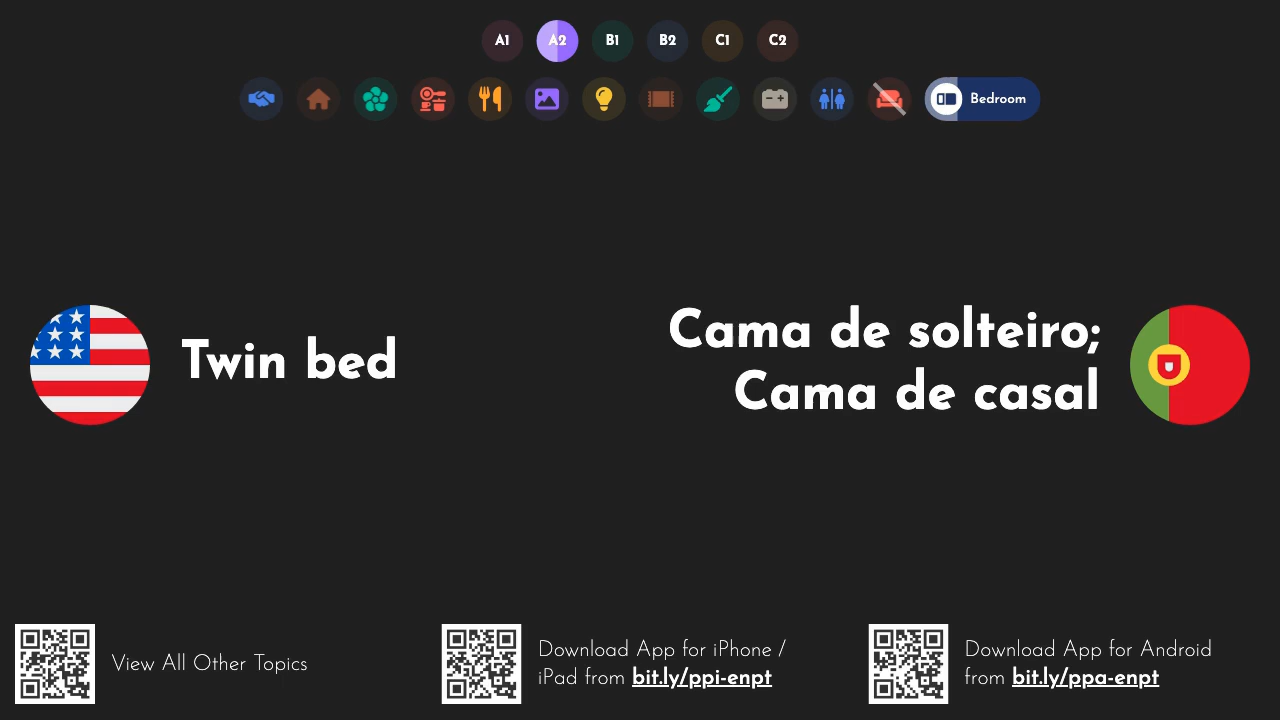 A1 A2 B1 B2 C1 C2
Bedroom
Twin bed
Cama de solteiro;
Cama de casal
View All Other Topics
Download App for iPhone /
iPad from bit.ly/ppi-enpt
Download App for Android
from bit.ly/ppa-enpt